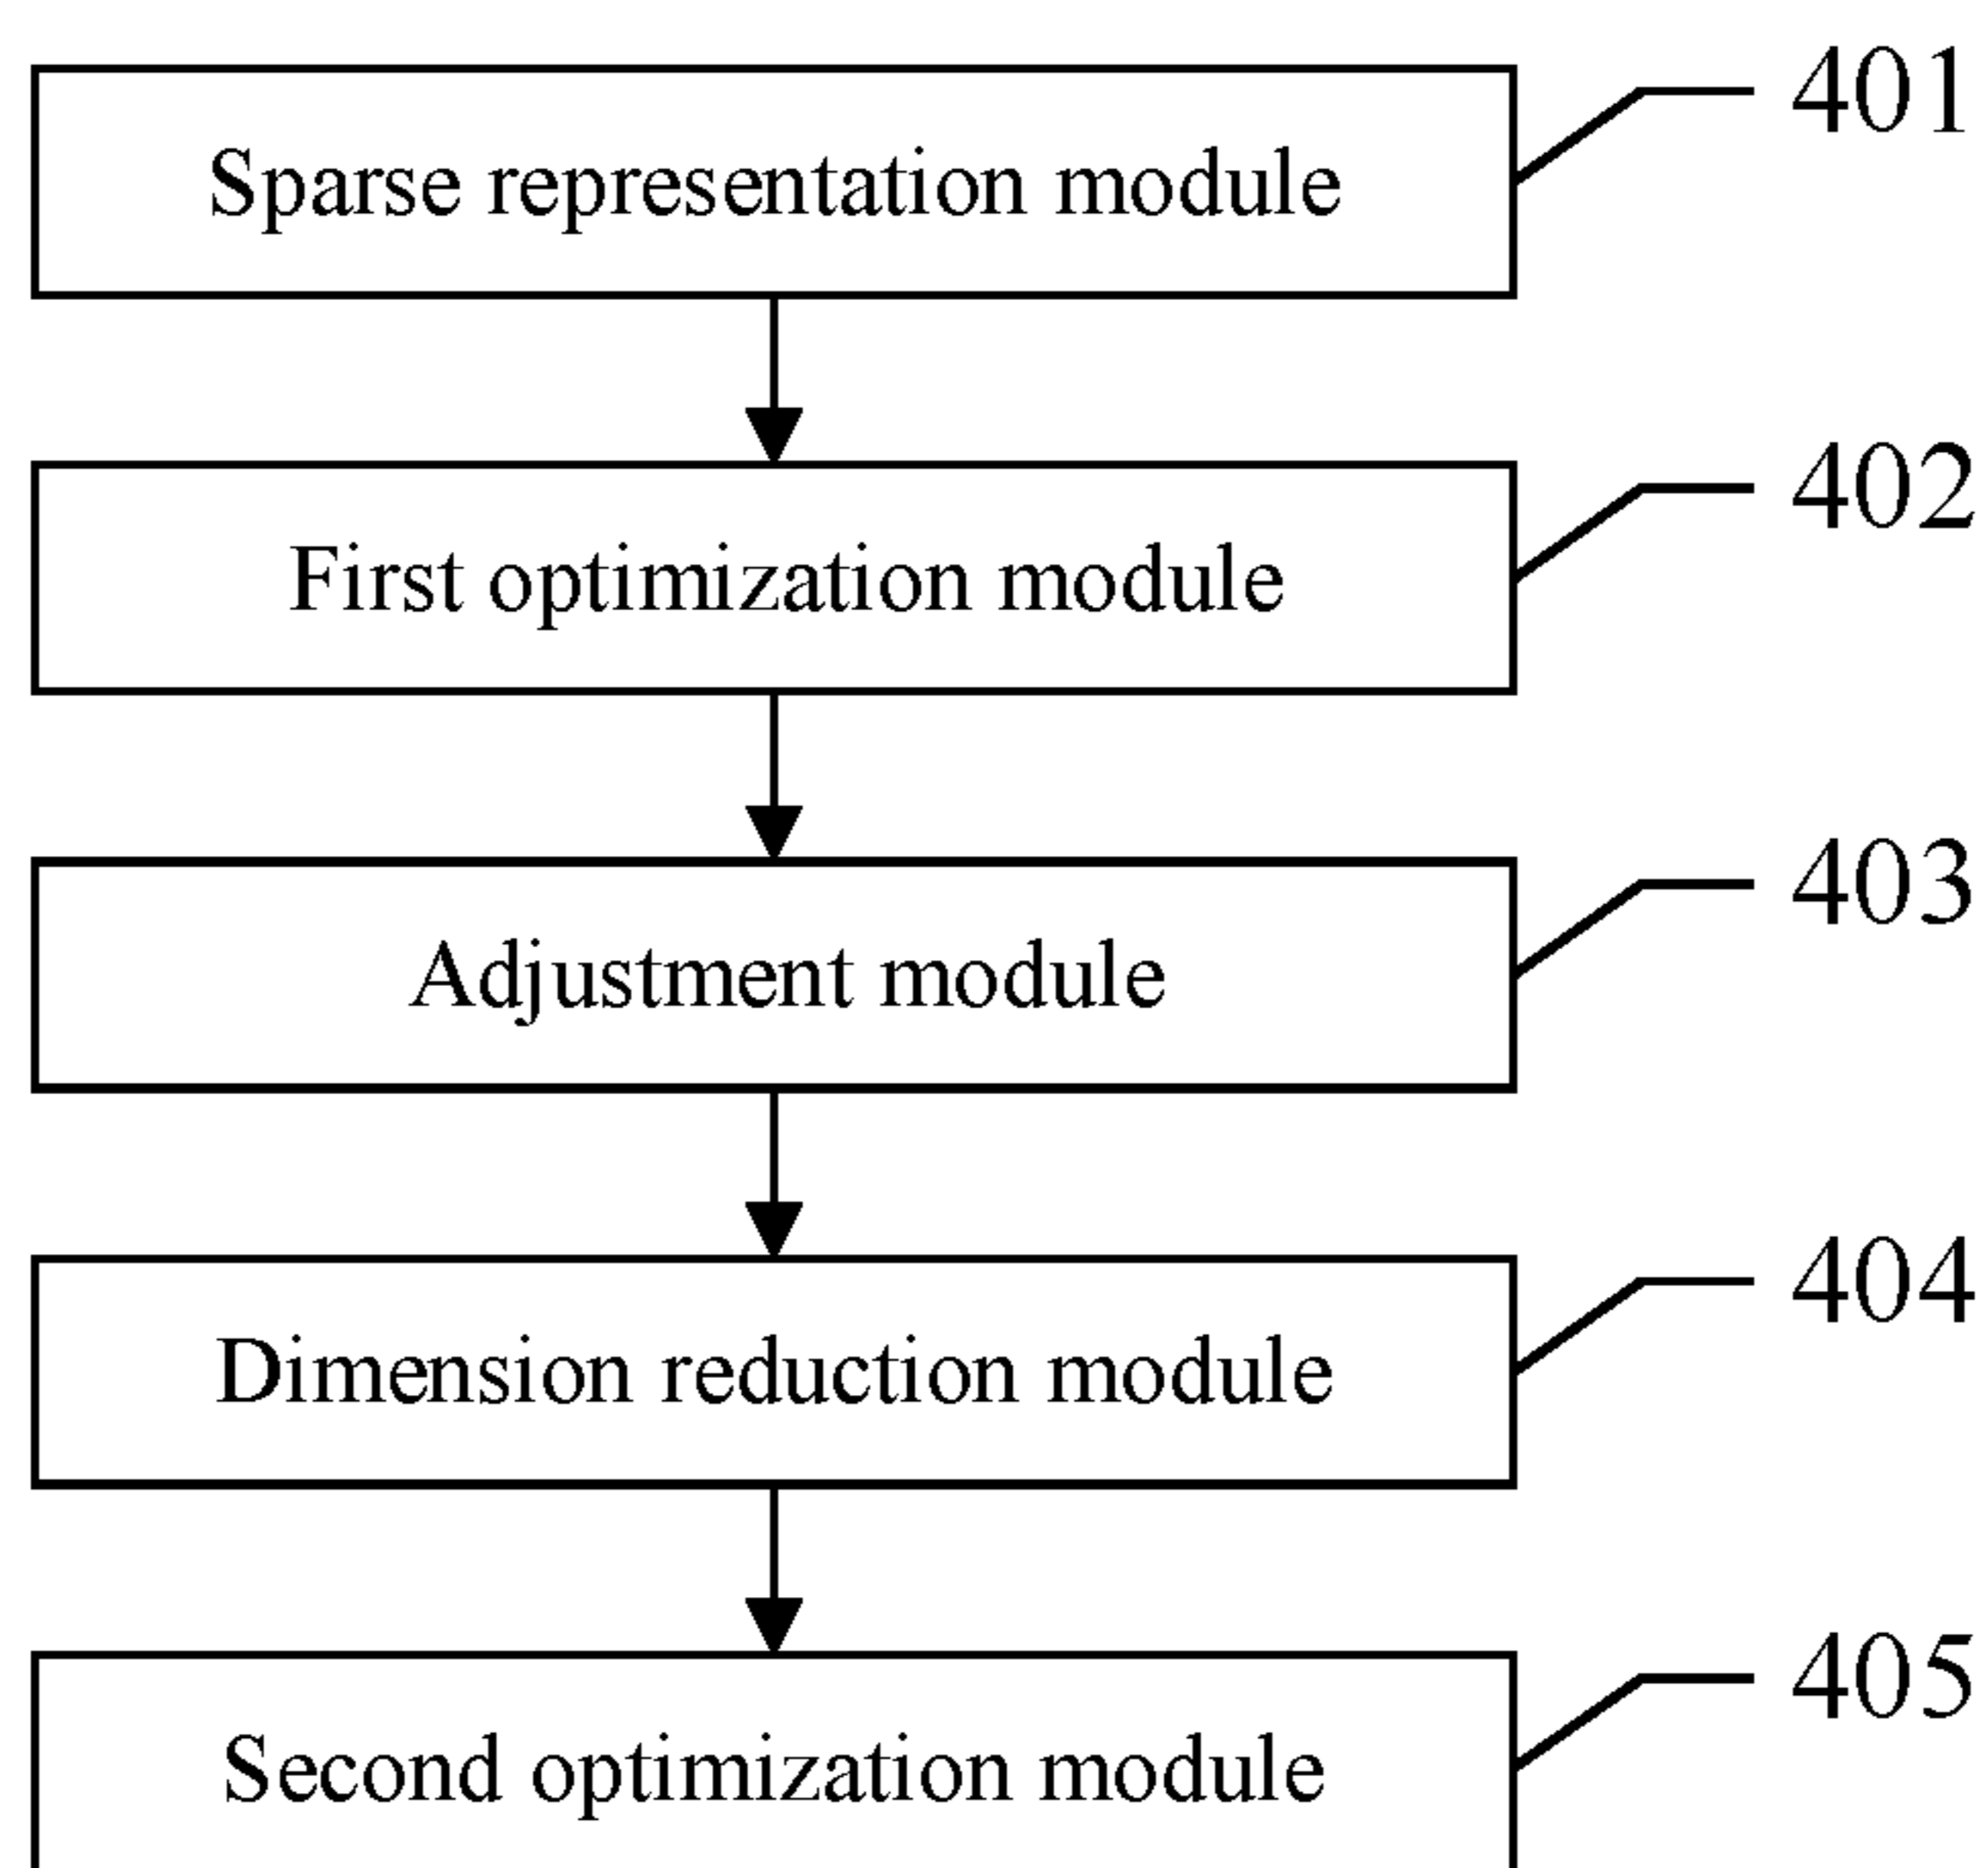 401
Sparse representation module
402
First optimization module
403
Adjustment module
404
Dimension reduction module
405
Second optimization module